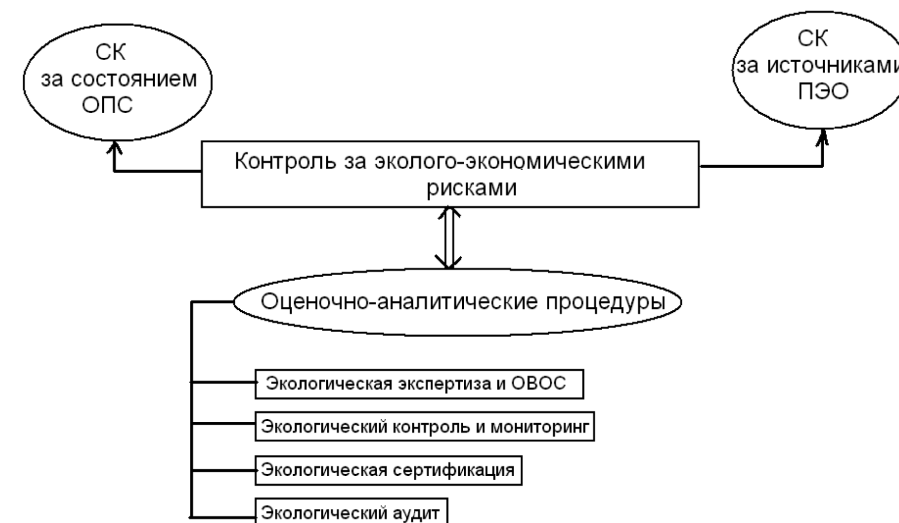 СК
за состоянием
ОПС
СК
за источниками
ПЭО
Контроль за эколого-экономическими
рисками
Оценочно-аналитические процедуры
Экологическая экспертиза и ОВОС
Экологический контроль и мониторинг
Экологическая сертификация
Экологический аудит